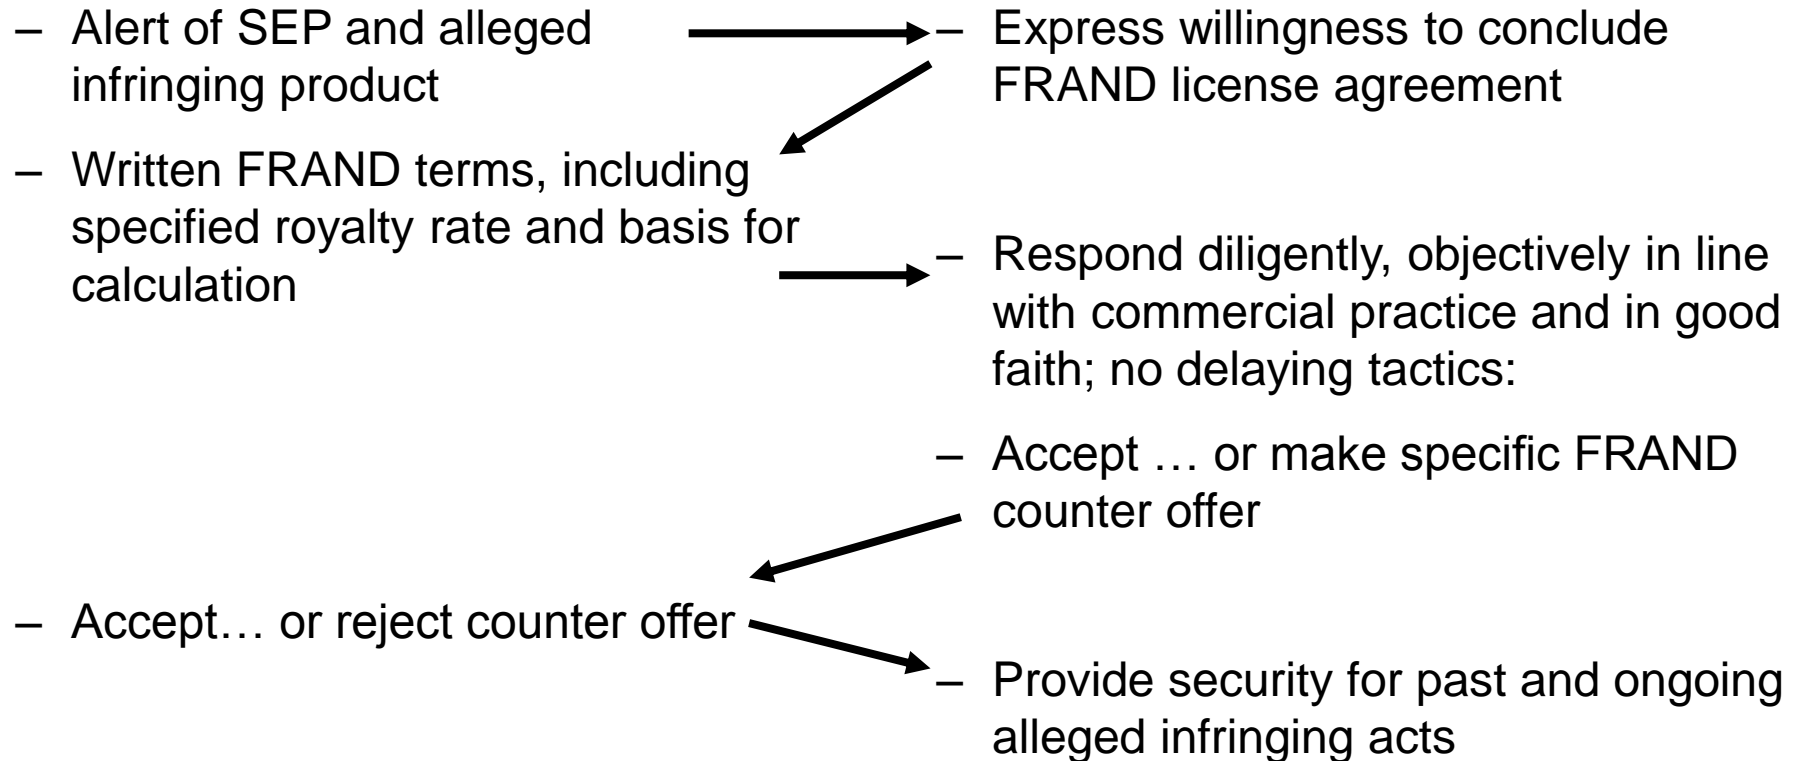 – Alert of SEP and alleged
infringing product
– Express willingness to conclude
FRAND license agreement
– Written FRAND terms, including
specified royalty rate and basis for
calculation
– Respond diligently, objectively in line
with commercial practice and in good
faith; no delaying tactics:
– Accept … or make specific FRAND
counter offer
– Accept… or reject counter offer
– Provide security for past and ongoing
alleged infringing acts